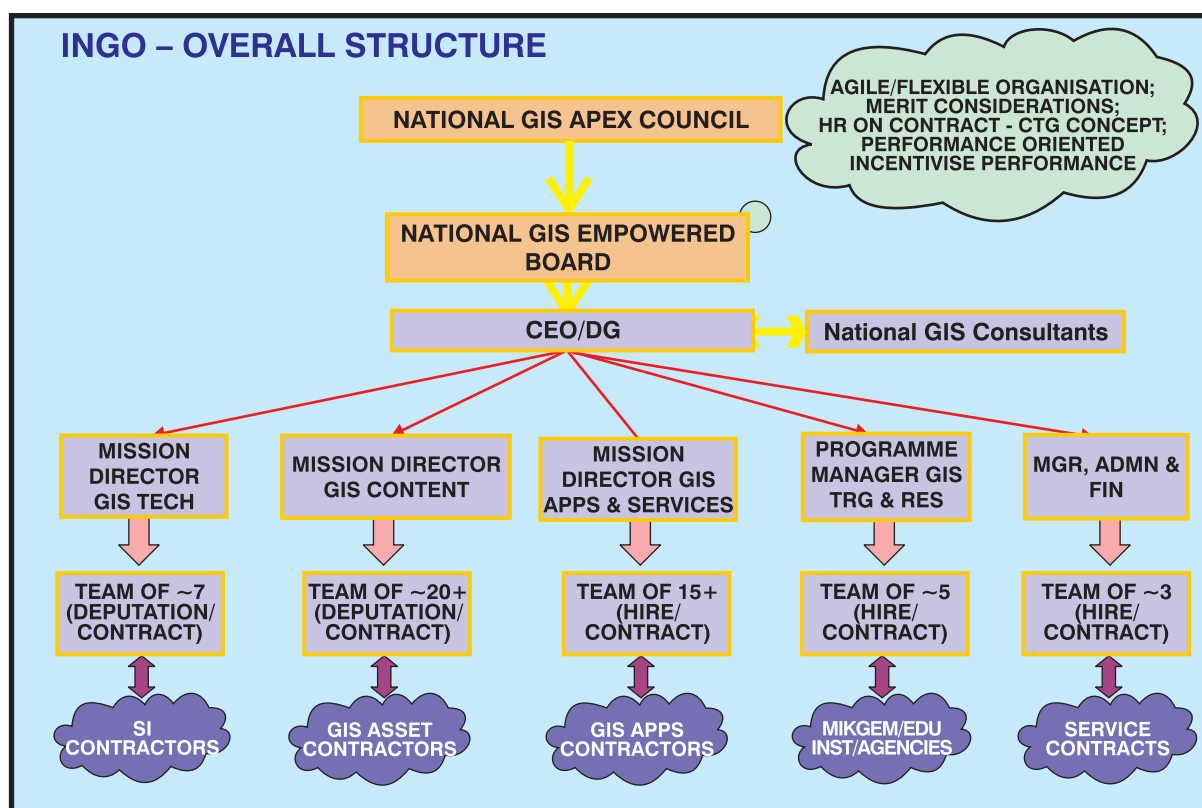 INGO – OVERALL STRUCTURE
AGILE/FLEXIBLE ORGANISATION;
MERIT CONSIDERATIONS;
HR ON CONTRACT - CTG CONCEPT;
PERFORMANCE ORIENTED
INCENTIVISE PERFORMANCE
NATIONAL GIS APEX COUNCIL
NATIONAL GIS EMPOWERED
BOARD
CEO/DG
National GIS Consultants
MISSION
DIRECTOR
GIS TECH
MISSION DIRECTOR
GIS CONTENT
MISSION
DIRECTOR GIS
APPS & SERVICES
PROGRAMME
MANAGER GIS
TRG & RES
MGR, ADMN &
FIN
TEAM OF ~7
(DEPUTATION/
CONTRACT)
TEAM OF ~20+
(DEPUTATION/
CONTRACT)
TEAM OF 15+
(HIRE/
CONTRACT)
TEAM OF ~5
(HIRE/
CONTRACT)
TEAM OF ~3
(HIRE/
CONTRACT)
SI
CONTRACTORS
GIS ASSET
CONTRACTORS
GIS APPS
CONTRACTORS
MIKGEM/EDU
INST/AGENCIES
SERVICE
CONTRACTS